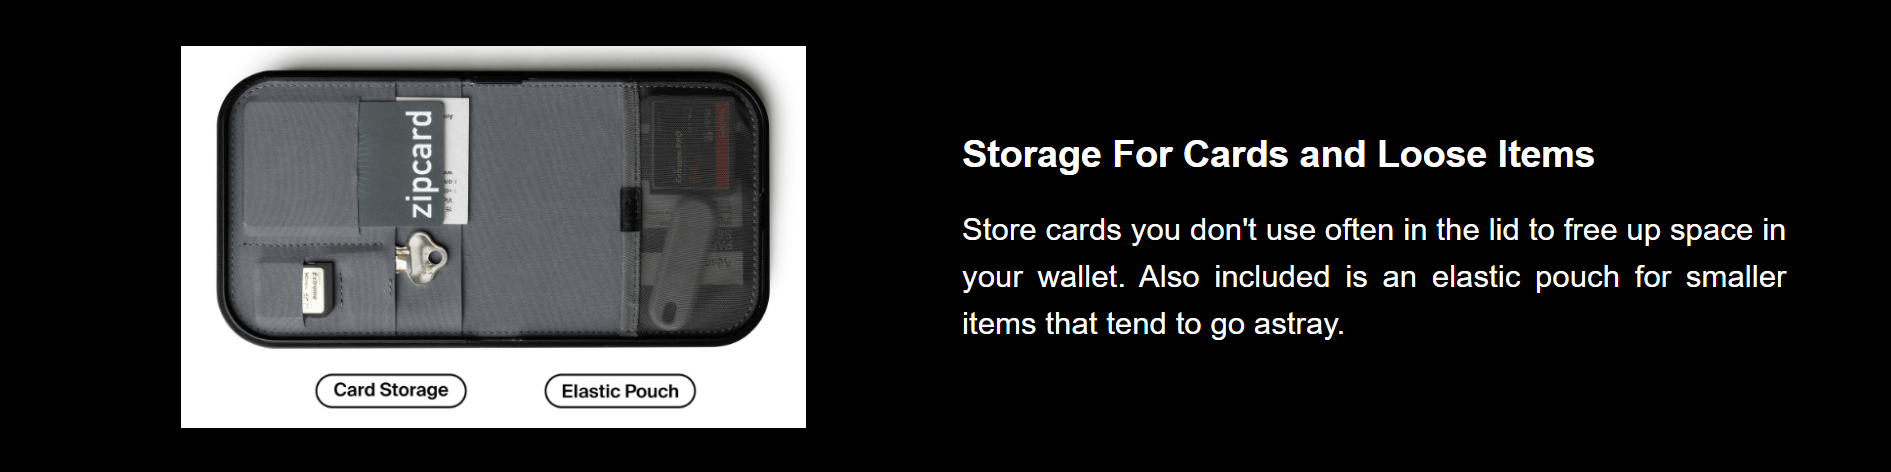 zipcard
Extreme
Card Storage
Elastic Pouch
Storage For Cards and Loose Items
Store cards you don't use often in the lid to free up space in
your wallet. Also included is an elastic pouch for smaller
items that tend to go astray.